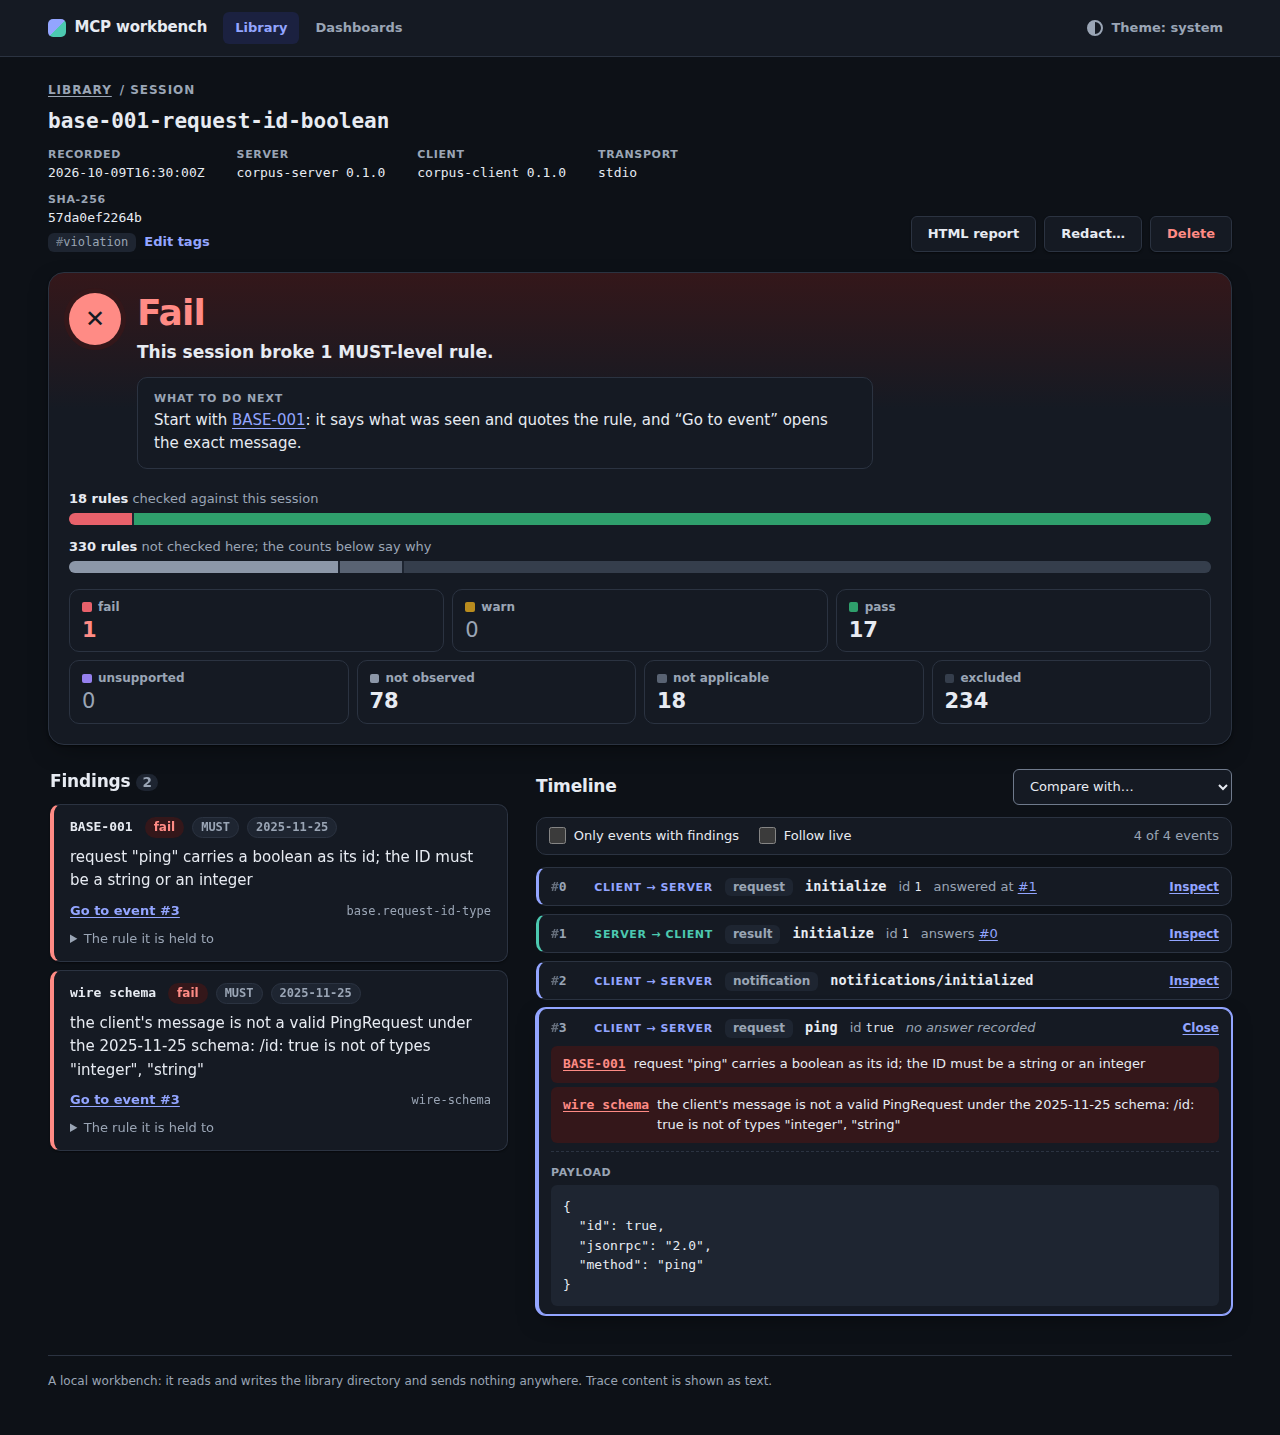 MCP workbench
Library
Dashboards
Theme: system
LIBRARY / SESSION
base-001-request-id-boolean
RECORDED
2026-10-09T16:30:00Z
SERVER
corpus-server 0.1.0
CLIENT
corpus-client 0.1.0
TRANSPORT
stdio
SHA-256
57da0ef2264b
#violation Edit tags
HTML report
Redact…
Delete
Fail
This session broke 1 MUST-level rule.
WHAT TO DO NEXT
Start with BASE-001: it says what was seen and quotes the rule, and “Go to event” opens
the exact message.
18 rules checked against this session
330 rules not checked here; the counts below say why
fail
1
warn
0
pass
17
unsupported
0
not observed
78
not applicable
18
excluded
234
Findings 2
BASE-001 fail MUST 2025-11-25
request "ping" carries a boolean as its id; the ID must
be a string or an integer
Go to event #3 base.request-id-type
The rule it is held to
wire schema fail MUST 2025-11-25
the client's message is not a valid PingRequest under
the 2025-11-25 schema: /id: true is not of types
"integer", "string"
Go to event #3 wire-schema
The rule it is held to
Timeline
Compare with…
Only events with findings
Follow live
4 of 4 events
#0 CLIENT → SERVER request initialize id 1 answered at #1 Inspect
#1 SERVER → CLIENT result initialize id 1 answers #0 Inspect
#2 CLIENT → SERVER notification notifications/initialized Inspect
#3 CLIENT → SERVER request ping id true no answer recorded Close
BASE-001 request "ping" carries a boolean as its id; the ID must be a string or an integer
wire schema the client's message is not a valid PingRequest under the 2025-11-25 schema: /id:
true is not of types "integer", "string"
PAYLOAD
{
  "id": true,
  "jsonrpc": "2.0",
  "method": "ping"
}
A local workbench: it reads and writes the library directory and sends nothing anywhere. Trace content is shown as text.